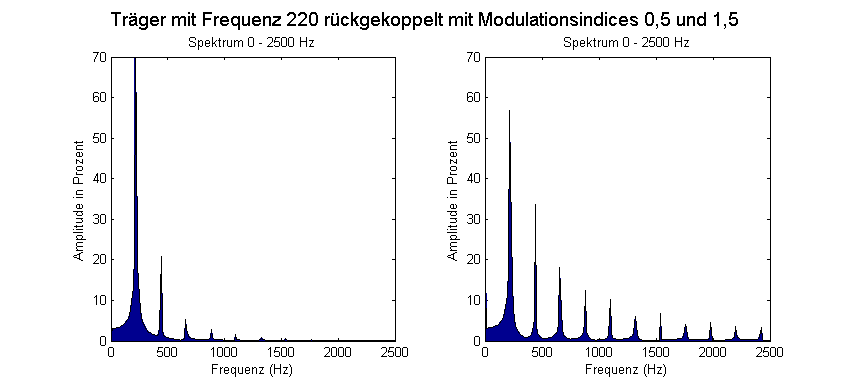 Träger mit Frequenz 220 rückgekoppelt mit Modulationsindices 0,5 und 1,5
Spektrum 0 - 2500 Hz
Amplitude in Prozent
70
60
50
40
30
20
10
0
0 500 1000 1500 2000 2500
Frequenz (Hz)
Spektrum 0 - 2500 Hz
Amplitude in Prozent
70
60
50
40
30
20
10
0
0 500 1000 1500 2000 2500
Frequenz (Hz)